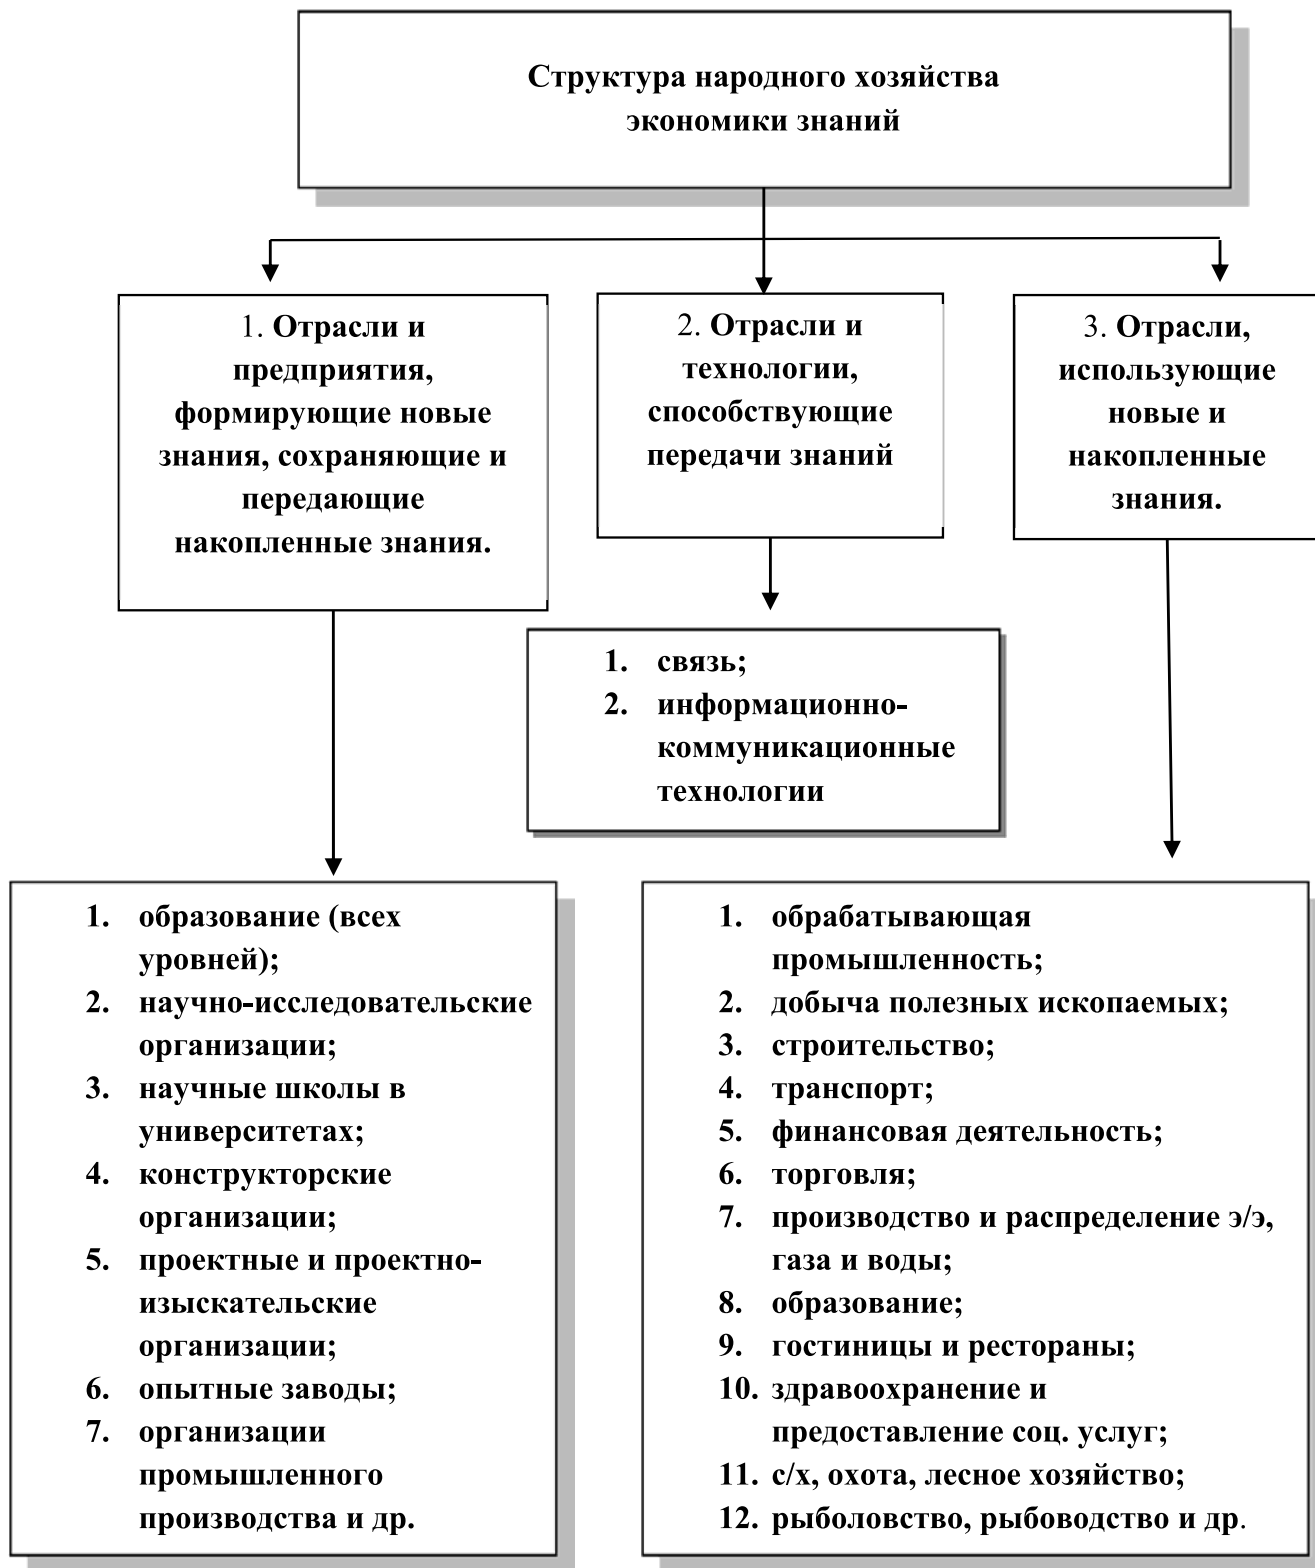 Структура народного хозяйства
экономики знаний
1. Отрасли и
предприятия,
формирующие новые
знания, сохраняющие и
передающие
накопленные знания.
2. Отрасли и
технологии,
способствующие
передачи знаний
3. Отрасли,
использующие
новые и
накопленные
знания.
1. связь;
2. информационно-
коммуникационные
технологии
1. образование (всех
уровней);
2. научно-исследовательские
организации;
3. научные школы в
университетах;
4. конструкторские
организации;
5. проектные и проектно-
изыскательские
организации;
6. опытные заводы;
7. организации
промышленного
производства и др.
1. обрабатывающая
промышленность;
2. добыча полезных ископаемых;
3. строительство;
4. транспорт;
5. финансовая деятельность;
6. торговля;
7. производство и распределение э/э,
газа и воды;
8. образование;
9. гостиницы и рестораны;
10. здравоохранение и
предоставление соц. услуг;
11. с/х, охота, лесное хозяйство;
12. рыболовство, рыбоводство и др.